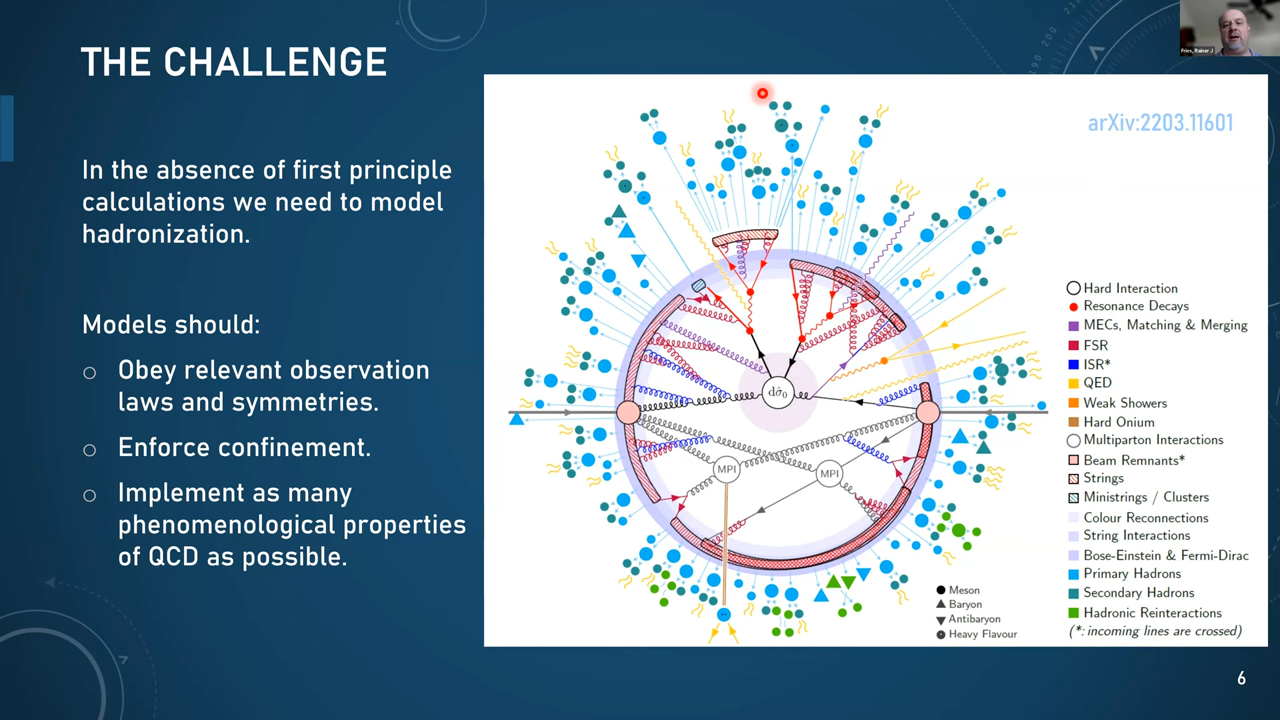 THE CHALLENGE
Fries, Rainer J
arXiv:2203.11601
In the absence of first principle
calculations we need to model
hadronization.
Models should:
o Obey relevant observation
laws and symmetries.
o Enforce confinement.
o Implement as many
phenomenological properties
of QCD as possible.
dσ̂₀
MPI
MPI
Hard Interaction
Resonance Decays
MECs, Matching & Merging
FSR
ISR*
QED
Weak Showers
Hard Onium
Multiparton Interactions
Beam Remnants*
Strings
Ministrings / Clusters
Colour Reconnections
String Interactions
Bose-Einstein & Fermi-Dirac
Primary Hadrons
Secondary Hadrons
Hadronic Reinteractions
(*: incoming lines are crossed)
Meson
Baryon
Antibaryon
Heavy Flavour
6